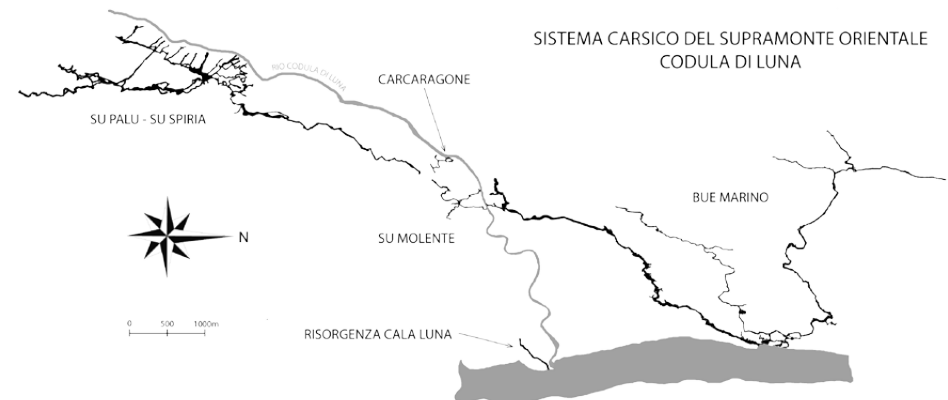 SISTEMA CARSICO DEL SUPRAMONTE ORIENTALE
CODULA DI LUNA
RIO CODULA DI LUNA
CARCARAGONE
SU PALU - SU SPIRIA
BUE MARINO
N
SU MOLENTE
0 500 1000m
RISORGENZA CALA LUNA